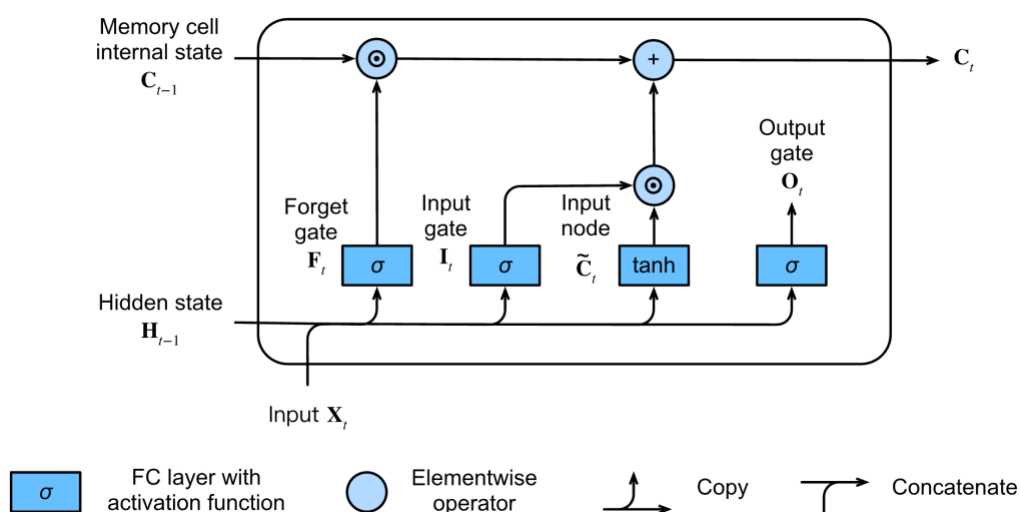 Memory cell
internal state
C_{t−1}
⊙
+
C_t
Output
gate
O_t
⊙
Forget
gate
F_t
σ
Input
gate
I_t
σ
Input
node
C̃_t
tanh
σ
Hidden state
H_{t−1}
Input X_t
σ
FC layer with
activation function
Elementwise
operator
Copy
Concatenate